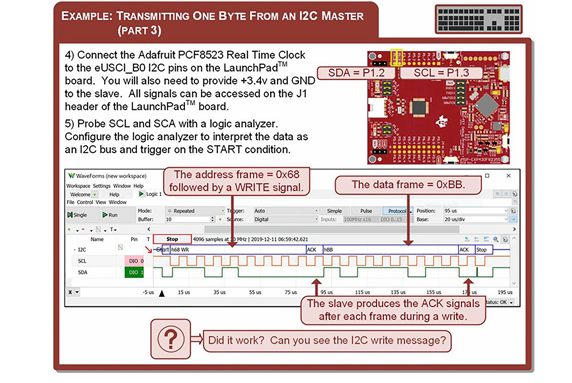 EXAMPLE: TRANSMITTING ONE BYTE FROM AN I2C MASTER
(PART 3)
4) Connect the Adafruit PCF8523 Real Time Clock
to the eUSCI_B0 I2C pins on the LaunchPad™
board. You will also need to provide +3.4v and GND
to the slave. All signals can be accessed on the J1
header of the LaunchPad™ board.
SDA = P1.2
SCL = P1.3
5) Probe SCL and SCA with a logic analyzer.
Configure the logic analyzer to interpret the data as
an I2C bus and trigger on the START condition.
The address frame = 0x68
followed by a WRITE signal.
The data frame = 0xBB.
WaveForms (new workspace)
Workspace Settings Window Help
Welcome Help Logic 1
File Control View Window
Single Run Mode: Repeated Trigger: Auto Simple Pulse Protocol Position: 95 us
Buffer: 10 Source: Digital Inputs: Base: 20 us/div
Name Pin T Stop 4096 samples at 10 MHz | 2019-12-11 06:59:42.621
I2C Start h68 WR ACK hBB ACK Stop
SCL DIO 0
SDA DIO 1
X -5 us 15 us 35 us 55 us 75 us 95 us 115 us 135 us 155 us 175 us 195 us
Status: OK
The slave produces the ACK signals
after each frame during a write.
? Did it work? Can you see the I2C write message?